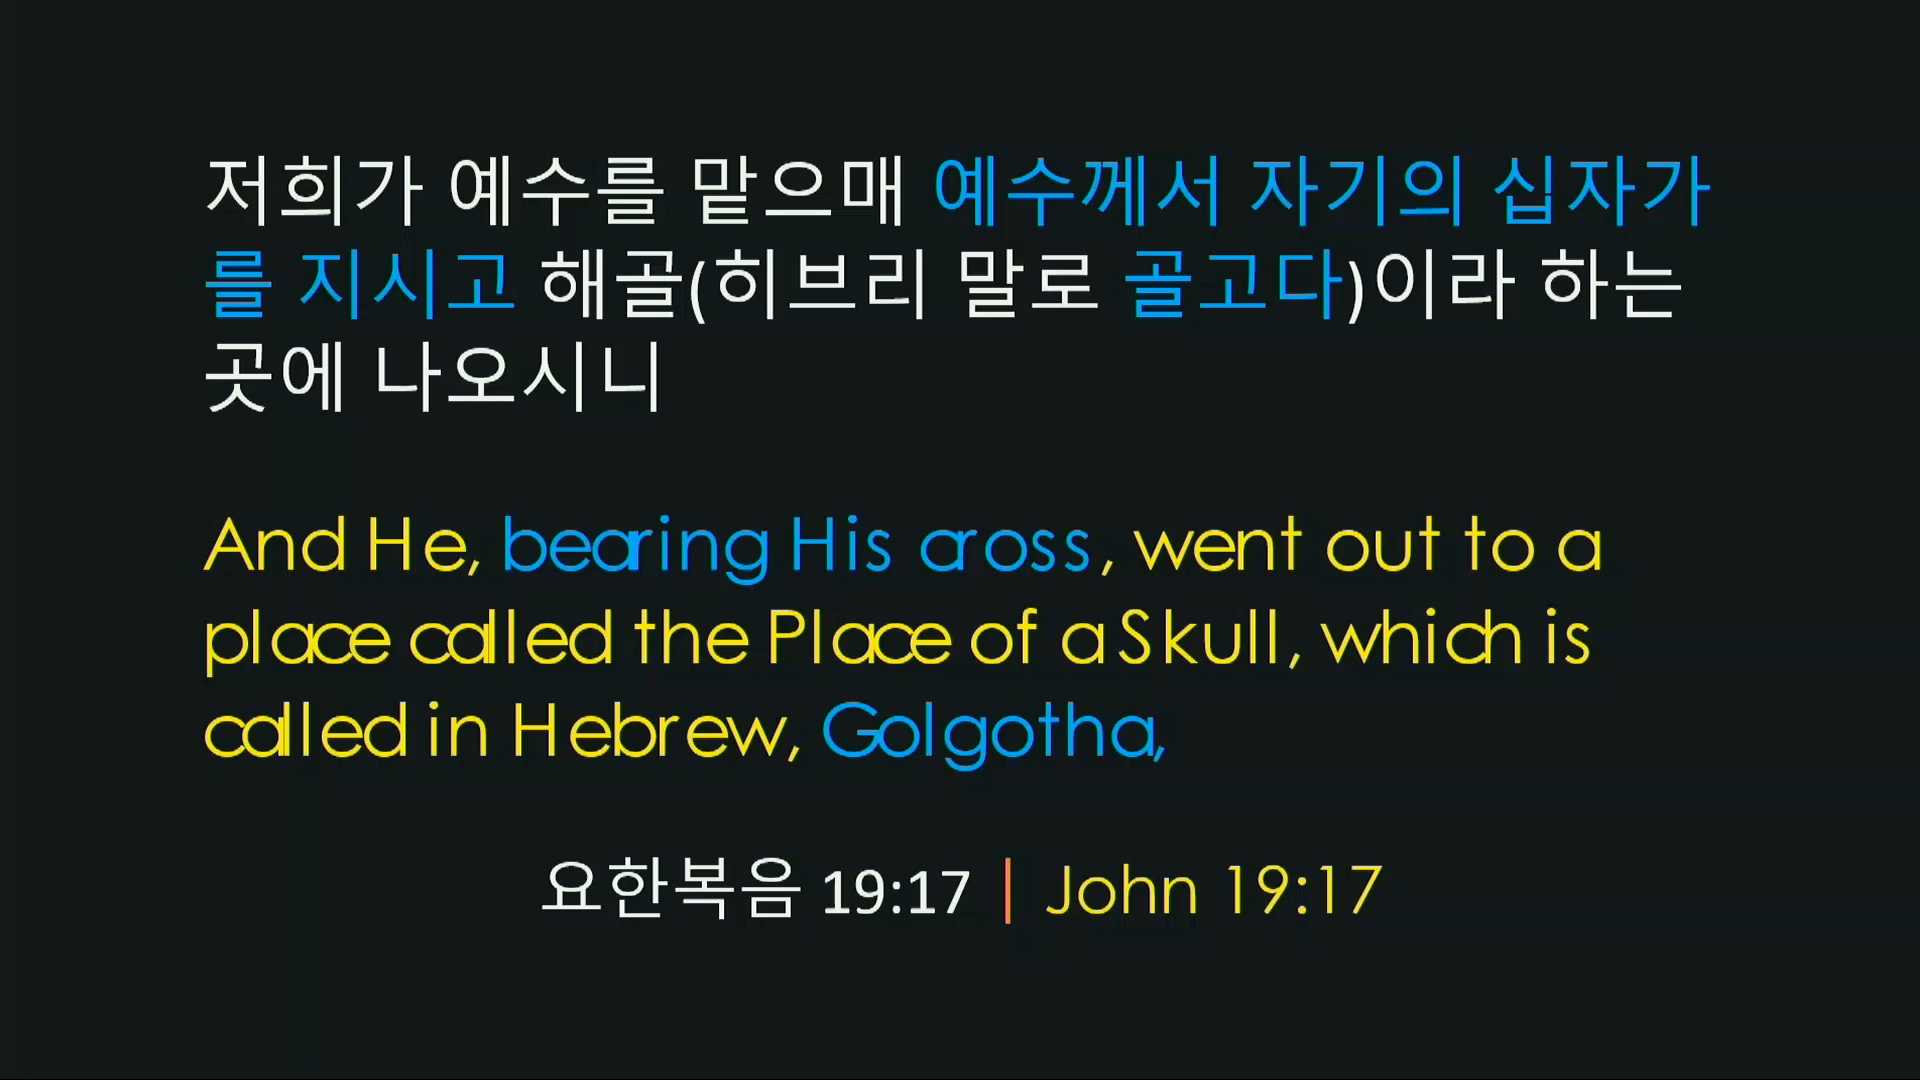 저희가 예수를 맡으매 예수께서 자기의 십자가
를 지시고 해골(히브리 말로 골고다)이라 하는
곳에 나오시니
And He, bearing His cross, went out to a
place called the Place of a Skull, which is
called in Hebrew, Golgotha,
요한복음 19:17 | John 19:17